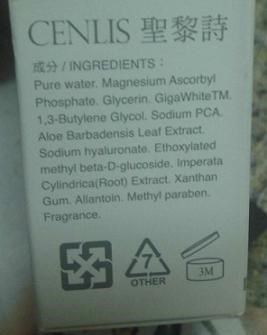 CENLIS 聖黎詩
成分 / INGREDIENTS :
Pure water. Magnesium Ascorbyl
Phosphate. Glycerin. GigaWhiteTM.
1,3-Butylene Glycol. Sodium PCA.
Aloe Barbadensis Leaf Extract.
Sodium hyaluronate. Ethoxylated
methyl beta-D-glucoside. Imperata
Cylindrica(Root) Extract. Xanthan
Gum. Allantoin. Methyl paraben.
Fragrance.
7
OTHER
3M